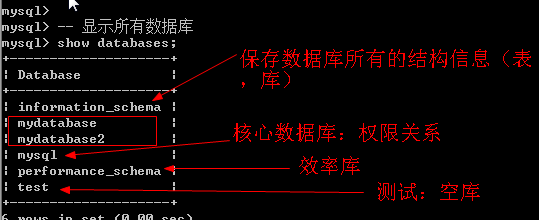 mysql>
mysql> -- 显示所有数据库
mysql> show databases;
+--------------------+
| Database           |
+--------------------+
| information_schema |
| mydatabase         |
| mydatabase2        |
| mysql              |
| performance_schema |
| test               |
+--------------------+
6 rows in set (0.00 sec)
保存数据库所有的结构信息（表
，库）
核心数据库：权限关系
效率库
测试：空库